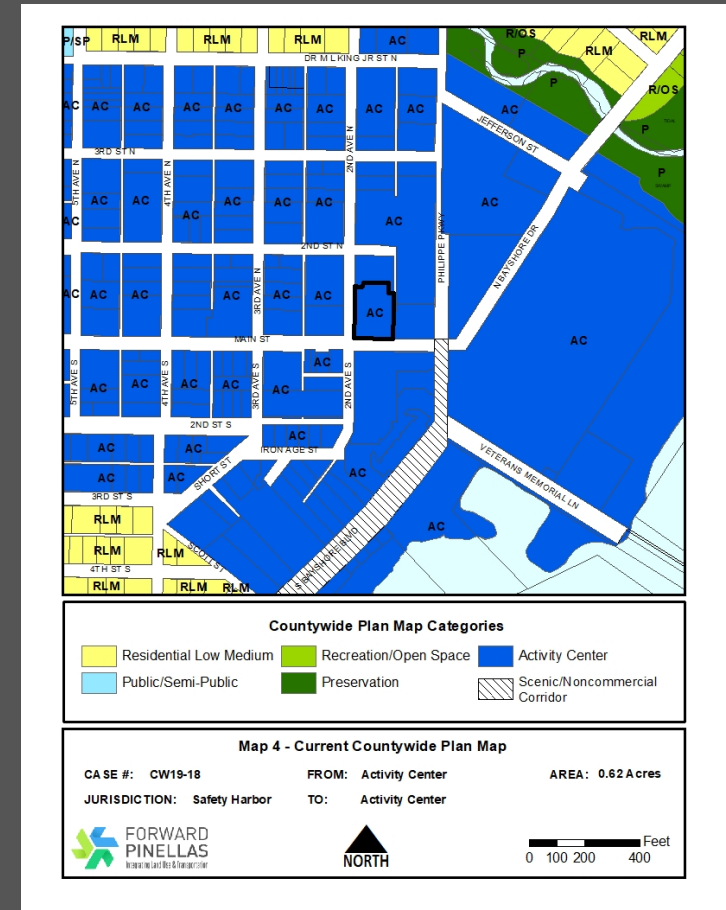 P/SP RLM RLM RLM AC R/OS RLM RLM
DR M L KING JR ST N
P
P
R/OS
AC AC AC AC AC AC AC AC AC AC
JEFFERSON ST
P
2ND AVE N
3RD ST N
P
5TH AVE N
4TH AVE N
AC AC AC AC AC AC AC
AC
AC
PHILIPPE PKWY
N BAYSHORE DR
2ND ST N
AC AC AC AC AC AC
3RD AVE N
AC
MAIN ST
AC
AC
5TH AVE S
4TH AVE S
3RD AVE S
2ND AVE S
AC AC AC AC AC
2ND ST S
AC
AC AC
IRON AGE ST
VETERANS MEMORIAL LN
SHORT ST
AC AC
AC
3RD ST S
RLM
AC
S BAYSHORE BLVD
RLM RLM
SCOTT ST
4TH ST S
RLM RLM RLM
Countywide Plan Map Categories
Residential Low Medium Recreation/Open Space Activity Center
Public/Semi-Public Preservation Scenic/Noncommercial
Corridor
Map 4 - Current Countywide Plan Map
CASE #: CW19-18 FROM: Activity Center AREA: 0.62 Acres
JURISDICTION: Safety Harbor TO: Activity Center
FORWARD
PINELLAS
Integrating Land Use & Transportation
NORTH
Feet
0 100 200 400